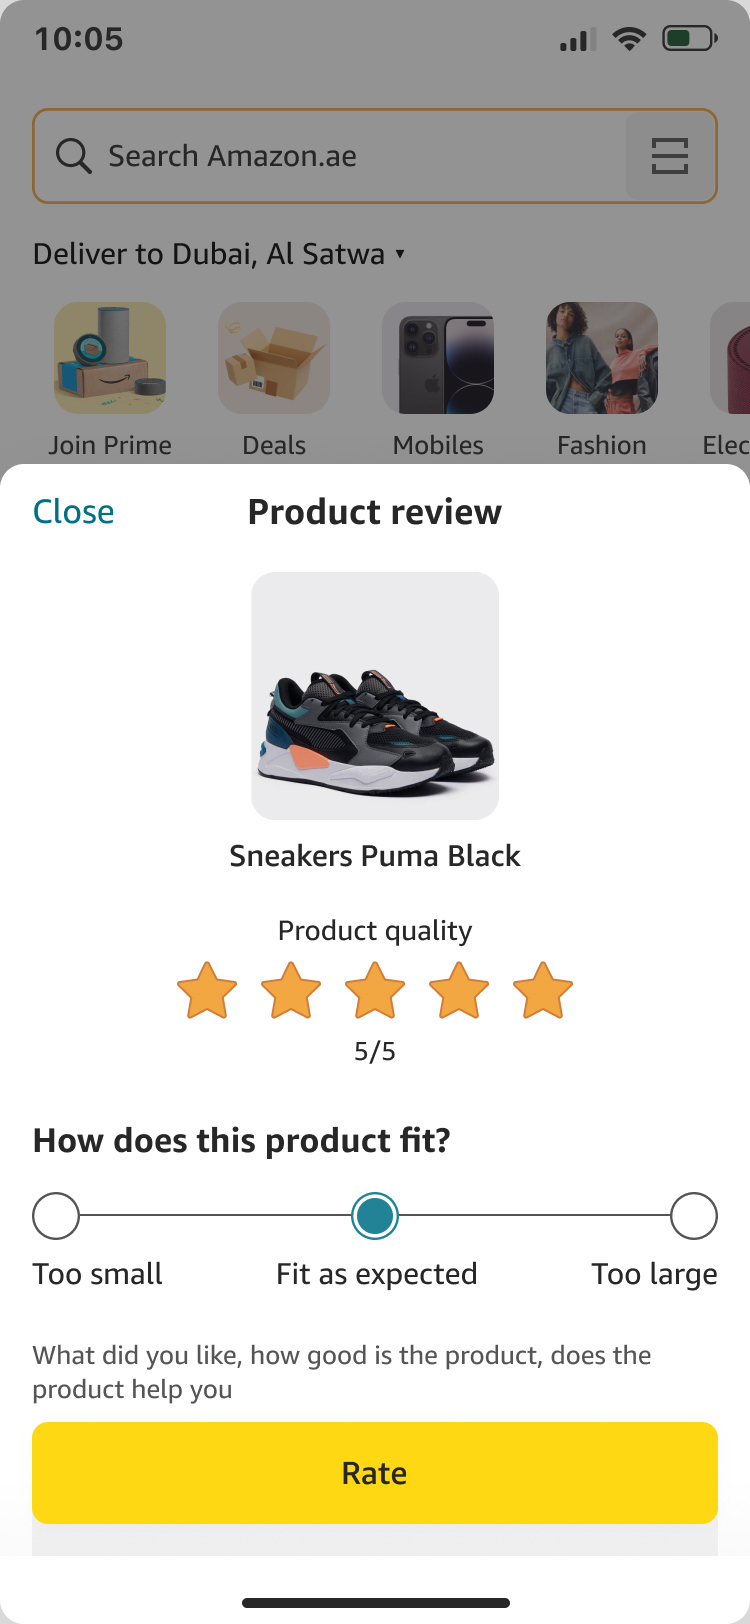 10:05
Search Amazon.ae
Deliver to Dubai, Al Satwa
Join Prime
Deals
Mobiles
Fashion
Elec
Close
Product review
Sneakers Puma Black
Product quality
5/5
How does this product fit?
Too small
Fit as expected
Too large
What did you like, how good is the product, does the
product help you
Rate